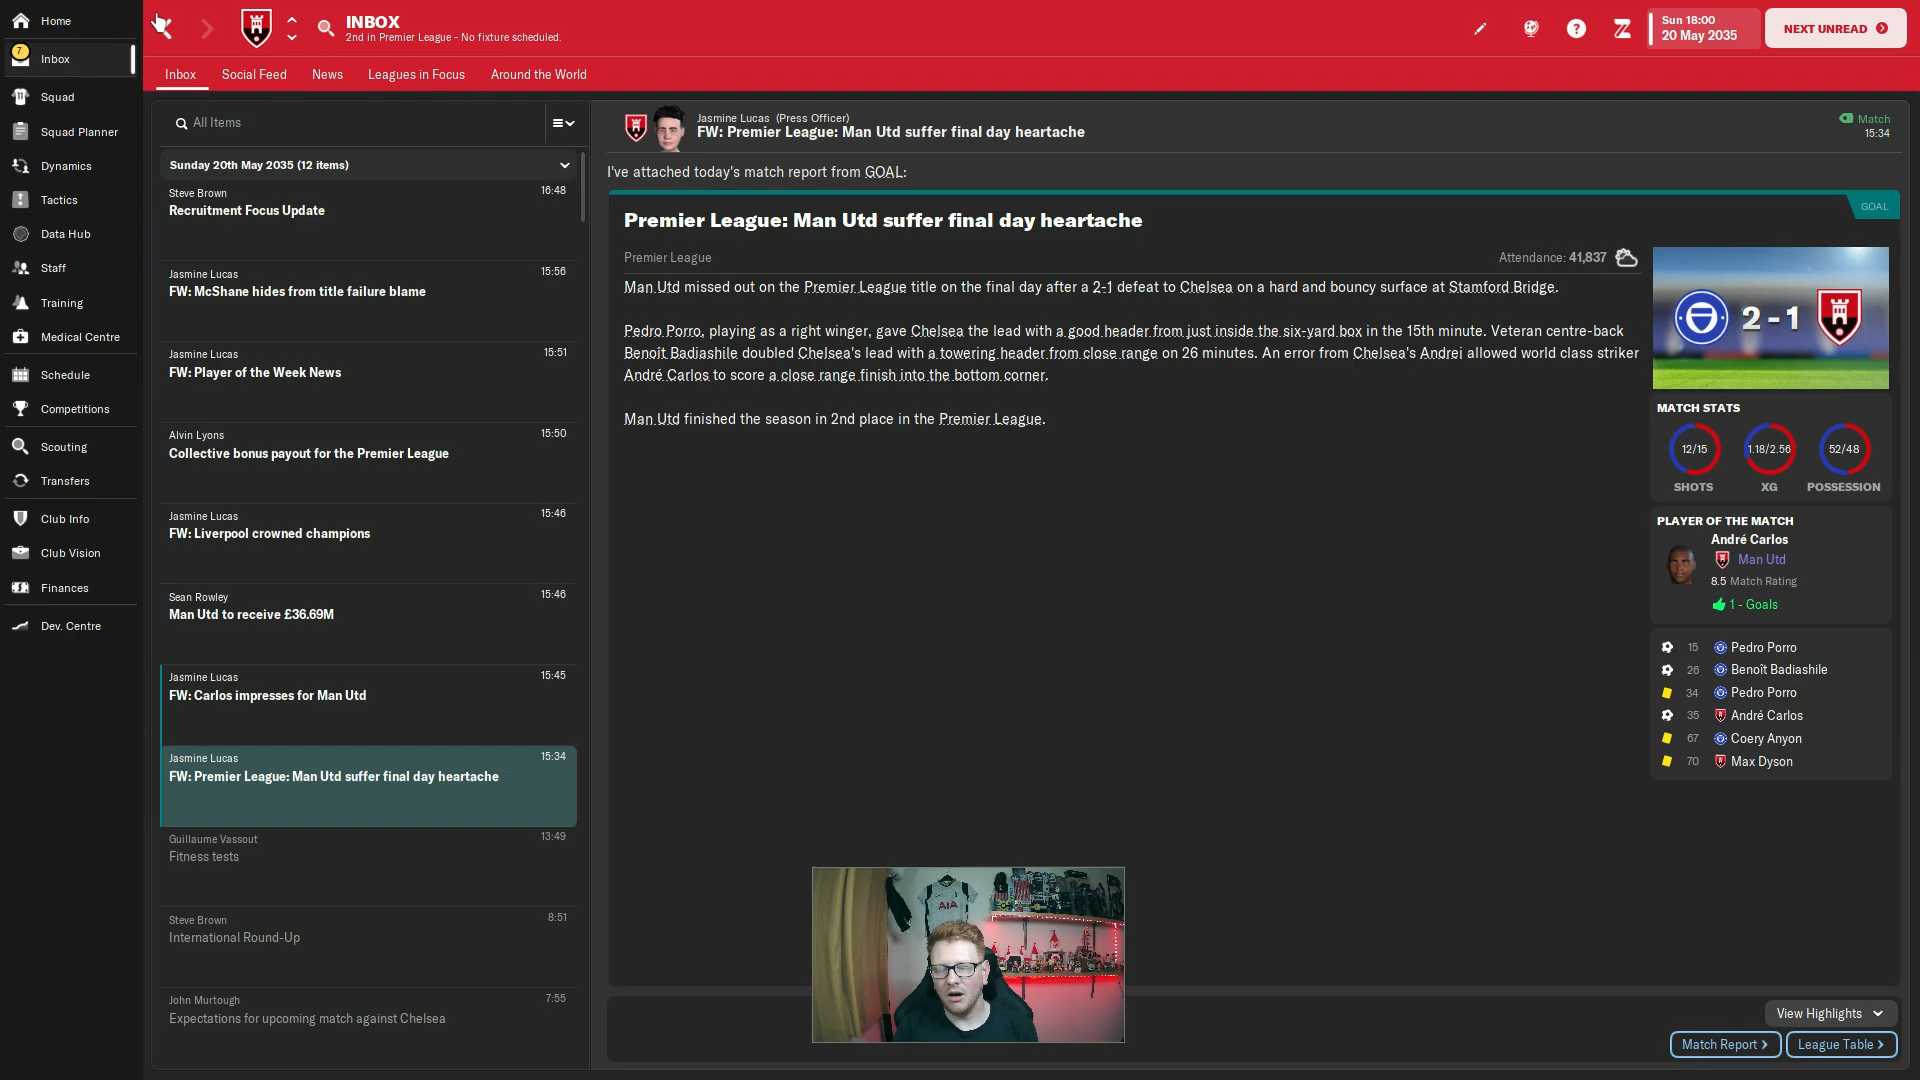 Home
7
Inbox
11
Squad
Squad Planner
Dynamics
Tactics
Data Hub
Staff
Training
Medical Centre
Schedule
Competitions
Scouting
Transfers
Club Info
Club Vision
Finances
Dev. Centre
INBOX
2nd in Premier League - No fixture scheduled.
?
Sun 18:00
20 May 2035
NEXT UNREAD
Inbox
Social Feed
News
Leagues in Focus
Around the World
All Items
Sunday 20th May 2035 (12 items)
Steve Brown
16:48
Recruitment Focus Update
Jasmine Lucas
15:56
FW: McShane hides from title failure blame
Jasmine Lucas
15:51
FW: Player of the Week News
Alvin Lyons
15:50
Collective bonus payout for the Premier League
Jasmine Lucas
15:46
FW: Liverpool crowned champions
Sean Rowley
15:46
Man Utd to receive £36.69M
Jasmine Lucas
15:45
FW: Carlos impresses for Man Utd
Jasmine Lucas
15:34
FW: Premier League: Man Utd suffer final day heartache
Guillaume Vassout
13:49
Fitness tests
Steve Brown
8:51
International Round-Up
John Murtough
7:55
Expectations for upcoming match against Chelsea
Jasmine Lucas (Press Officer)
FW: Premier League: Man Utd suffer final day heartache
Match
15:34
I've attached today's match report from GOAL:
GOAL
Premier League: Man Utd suffer final day heartache
Premier League
Attendance: 41,837
Man Utd missed out on the Premier League title on the final day after a 2-1 defeat to Chelsea on a hard and bouncy surface at Stamford Bridge.
Pedro Porro, playing as a right winger, gave Chelsea the lead with a good header from just inside the six-yard box in the 15th minute. Veteran centre-back
Benoît Badiashile doubled Chelsea's lead with a towering header from close range on 26 minutes. An error from Chelsea's Andrei allowed world class striker
André Carlos to score a close range finish into the bottom corner.
Man Utd finished the season in 2nd place in the Premier League.
2 - 1
MATCH STATS
12/15
1.18/2.56
52/48
SHOTS
XG
POSSESSION
PLAYER OF THE MATCH
André Carlos
Man Utd
8.5 Match Rating
1 - Goals
15 Pedro Porro
26 Benoît Badiashile
34 Pedro Porro
35 André Carlos
67 Coery Anyon
70 Max Dyson
AIA
View Highlights
Match Report
League Table